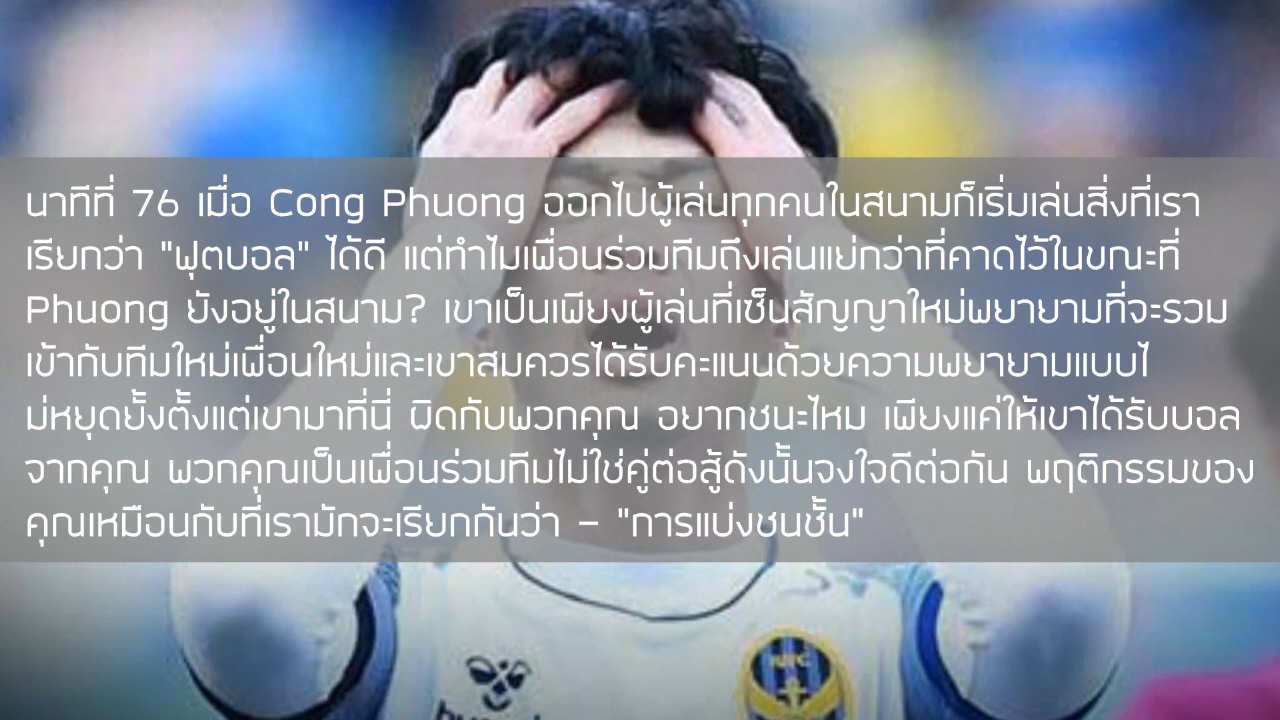 นาทีที่ 76 เมื่อ Cong Phuong ออกไปผู้เล่นทุกคนในสนามก็เริ่มเล่นสิ่งที่เรา
เรียกว่า "ฟุตบอล" ได้ดี แต่ทำไมเพื่อนร่วมทีมถึงเล่นแย่กว่าที่คาดไว้ในขณะที่
Phuong ยังอยู่ในสนาม? เขาเป็นเพียงผู้เล่นที่เซ็นสัญญาใหม่พยายามที่จะรวม
เข้ากับทีมใหม่เพื่อนใหม่และเขาสมควรได้รับคะแนนด้วยความพยายามแบบไ
ม่หยุดยั้งตั้งแต่เขามาที่นี่ ผิดกับพวกคุณ อยากชนะไหม เพียงแค่ให้เขาได้รับบอล
จากคุณ พวกคุณเป็นเพื่อนร่วมทีมไม่ใช่คู่ต่อสู้ดังนั้นจงใจดีต่อกัน พฤติกรรมของ
คุณเหมือนกับที่เรามักจะเรียกกันว่า – "การแบ่งชนชั้น"